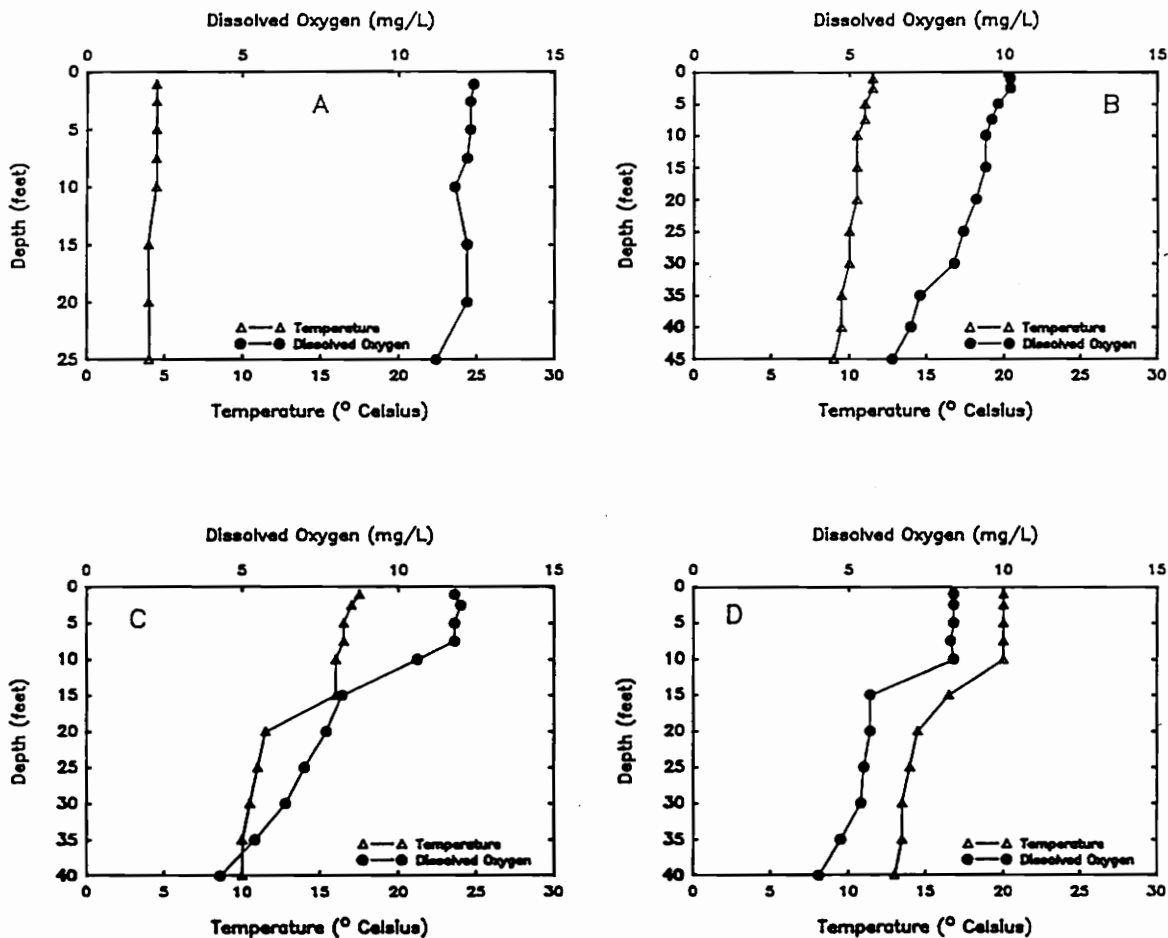 Dissolved Oxygen (mg/L)
0 5 10 15
A
Depth (feet)
0
5
10
15
20
25
Temperature
Dissolved Oxygen
0 5 10 15 20 25 30
Temperature (° Celsius)
Dissolved Oxygen (mg/L)
0 5 10 15
B
Depth (feet)
0
5
10
15
20
25
30
35
40
45
Temperature
Dissolved Oxygen
0 5 10 15 20 25 30
Temperature (° Celsius)
Dissolved Oxygen (mg/L)
0 5 10 15
C
Depth (feet)
0
5
10
15
20
25
30
35
40
Temperature
Dissolved Oxygen
0 5 10 15 20 25 30
Temperature (° Celsius)
Dissolved Oxygen (mg/L)
0 5 10 15
D
Depth (feet)
0
5
10
15
20
25
30
35
40
Temperature
Dissolved Oxygen
0 5 10 15 20 25 30
Temperature (° Celsius)